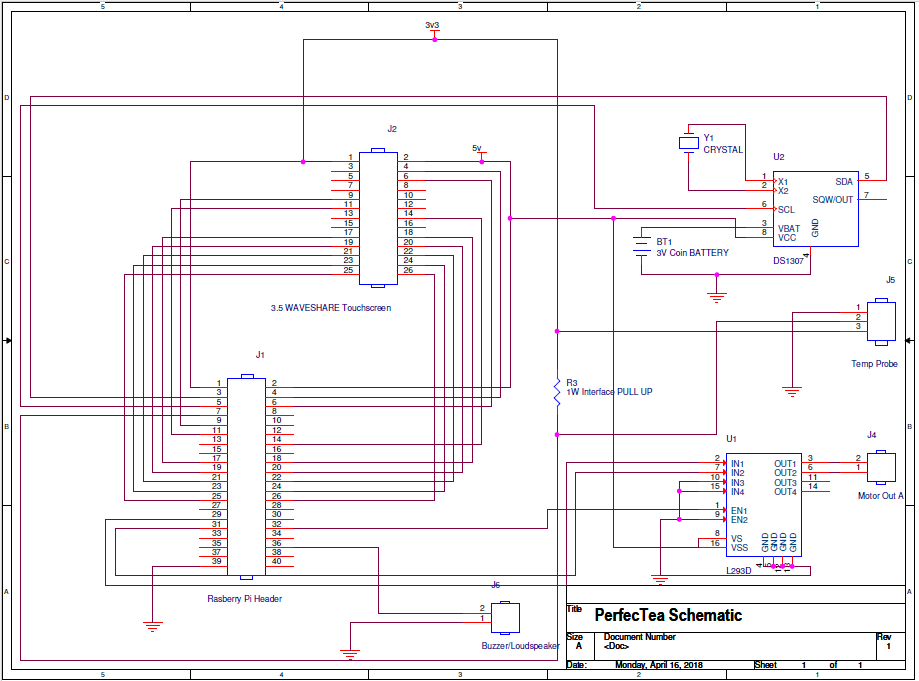 5 4 3 2 1
3v3
D D
J2
1 2
3 4
5 6
7 8
9 10
11 12
13 14
15 16
17 18
19 20
21 22
23 24
25 26
3.5 WAVESHARE Touchscreen
5v
Y1
CRYSTAL
U2
1 X1
2 X2
6 SCL
3 VBAT
8 VCC
SDA 5
SQW/OUT 7
GND
4
DS1307
BT1
3V Coin BATTERY
C C
J5
1
2
3
Temp Probe
J1
1 2
3 4
5 6
7 8
9 10
11 12
13 14
15 16
17 18
19 20
21 22
23 24
25 26
27 28
29 30
31 32
33 34
35 36
37 38
39 40
Rasberry Pi Header
R3
1W Interface PULL UP
B B
U1
2 IN1
7 IN2
10 IN3
15 IN4
1 EN1
9 EN2
8 VS
16 VSS
OUT1 3
OUT2 6
OUT3 11
OUT4 14
GND GND GND GND
4
L293D
J4
2
1
Motor Out A
J6
2
1
Buzzer/Loudspeaker
A A
Title
PerfecTea Schematic
Size Document Number Rev
A <Doc> 1
Date: Monday, April 16, 2018 Sheet 1 of 1
5 4 3 2 1